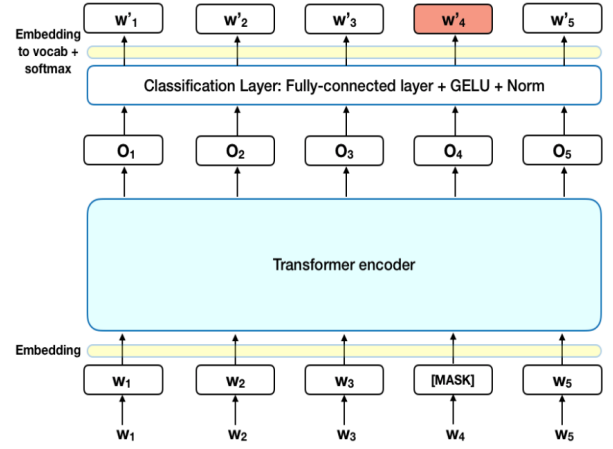 w'1 w'2 w'3 w'4 w'5
Embedding
to vocab +
softmax
Classification Layer: Fully-connected layer + GELU + Norm
O1 O2 O3 O4 O5
Transformer encoder
Embedding
W1 W2 W3 [MASK] W5
W1 W2 W3 W4 W5